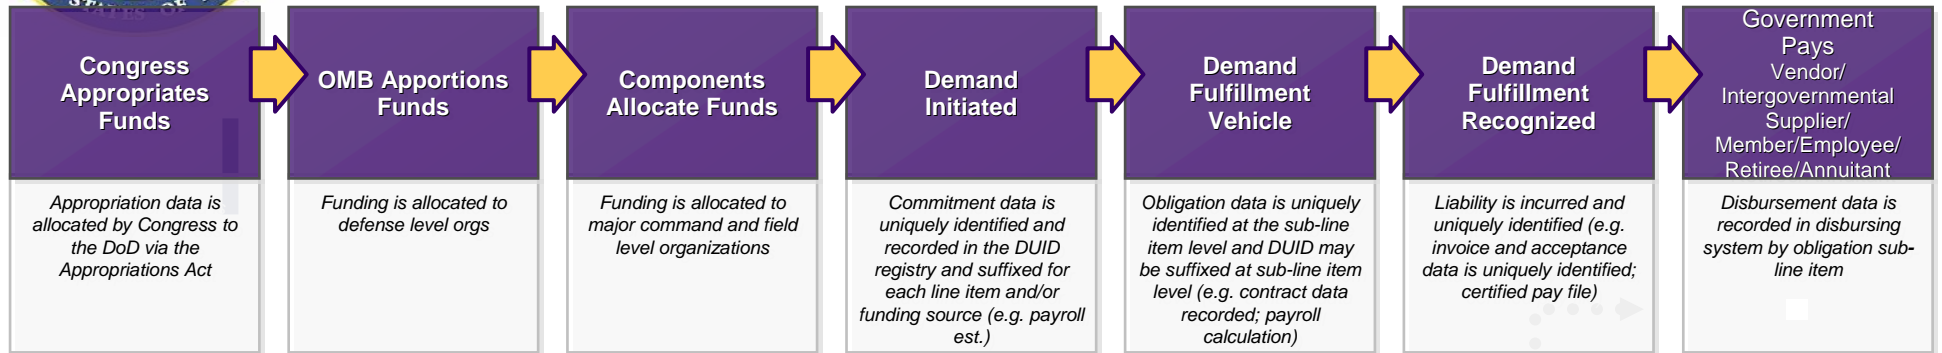 STATES OF
Congress
Appropriates
Funds
OMB Apportions
Funds
Components
Allocate Funds
Demand
Initiated
Demand
Fulfillment
Vehicle
Demand
Fulfillment
Recognized
Government
Pays
Vendor/
Intergovernmental
Supplier/
Member/Employee/
Retiree/Annuitant
Appropriation data is
allocated by Congress to
the DoD via the
Appropriations Act
Funding is allocated to
defense level orgs
Funding is allocated to
major command and field
level organizations
Commitment data is
uniquely identified and
recorded in the DUID
registry and suffixed for
each line item and/or
funding source (e.g. payroll
est.)
Obligation data is uniquely
identified at the sub-line
item level and DUID may
be suffixed at sub-line item
level (e.g. contract data
recorded; payroll
calculation)
Liability is incurred and
uniquely identified (e.g.
invoice and acceptance
data is uniquely identified;
certified pay file)
Disbursement data is
recorded in disbursing
system by obligation sub-
line item